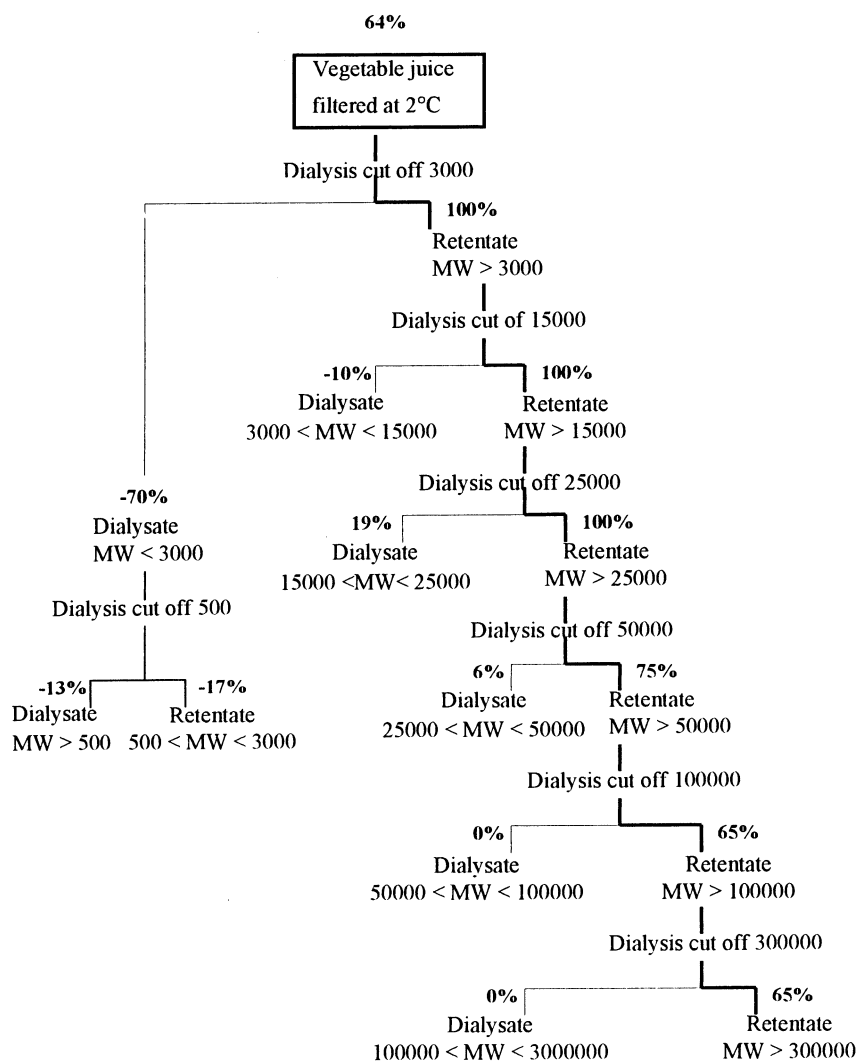 64%
Vegetable juice
filtered at 2°C
Dialysis cut off 3000
100%
Retentate
MW > 3000
Dialysis cut of 15000
-10%
100%
Dialysate
3000 < MW < 15000
Retentate
MW > 15000
Dialysis cut off 25000
-70%
Dialysate
MW < 3000
19%
100%
Dialysate
15000 <MW< 25000
Retentate
MW > 25000
Dialysis cut off 500
Dialysis cut off 50000
-13%
-17%
Dialysate
MW > 500
Retentate
500 < MW < 3000
6%
75%
Dialysate
25000 < MW < 50000
Retentate
MW > 50000
Dialysis cut off 100000
0%
65%
Dialysate
50000 < MW < 100000
Retentate
MW > 100000
Dialysis cut off 300000
0%
65%
Dialysate
100000 < MW < 3000000
Retentate
MW > 300000